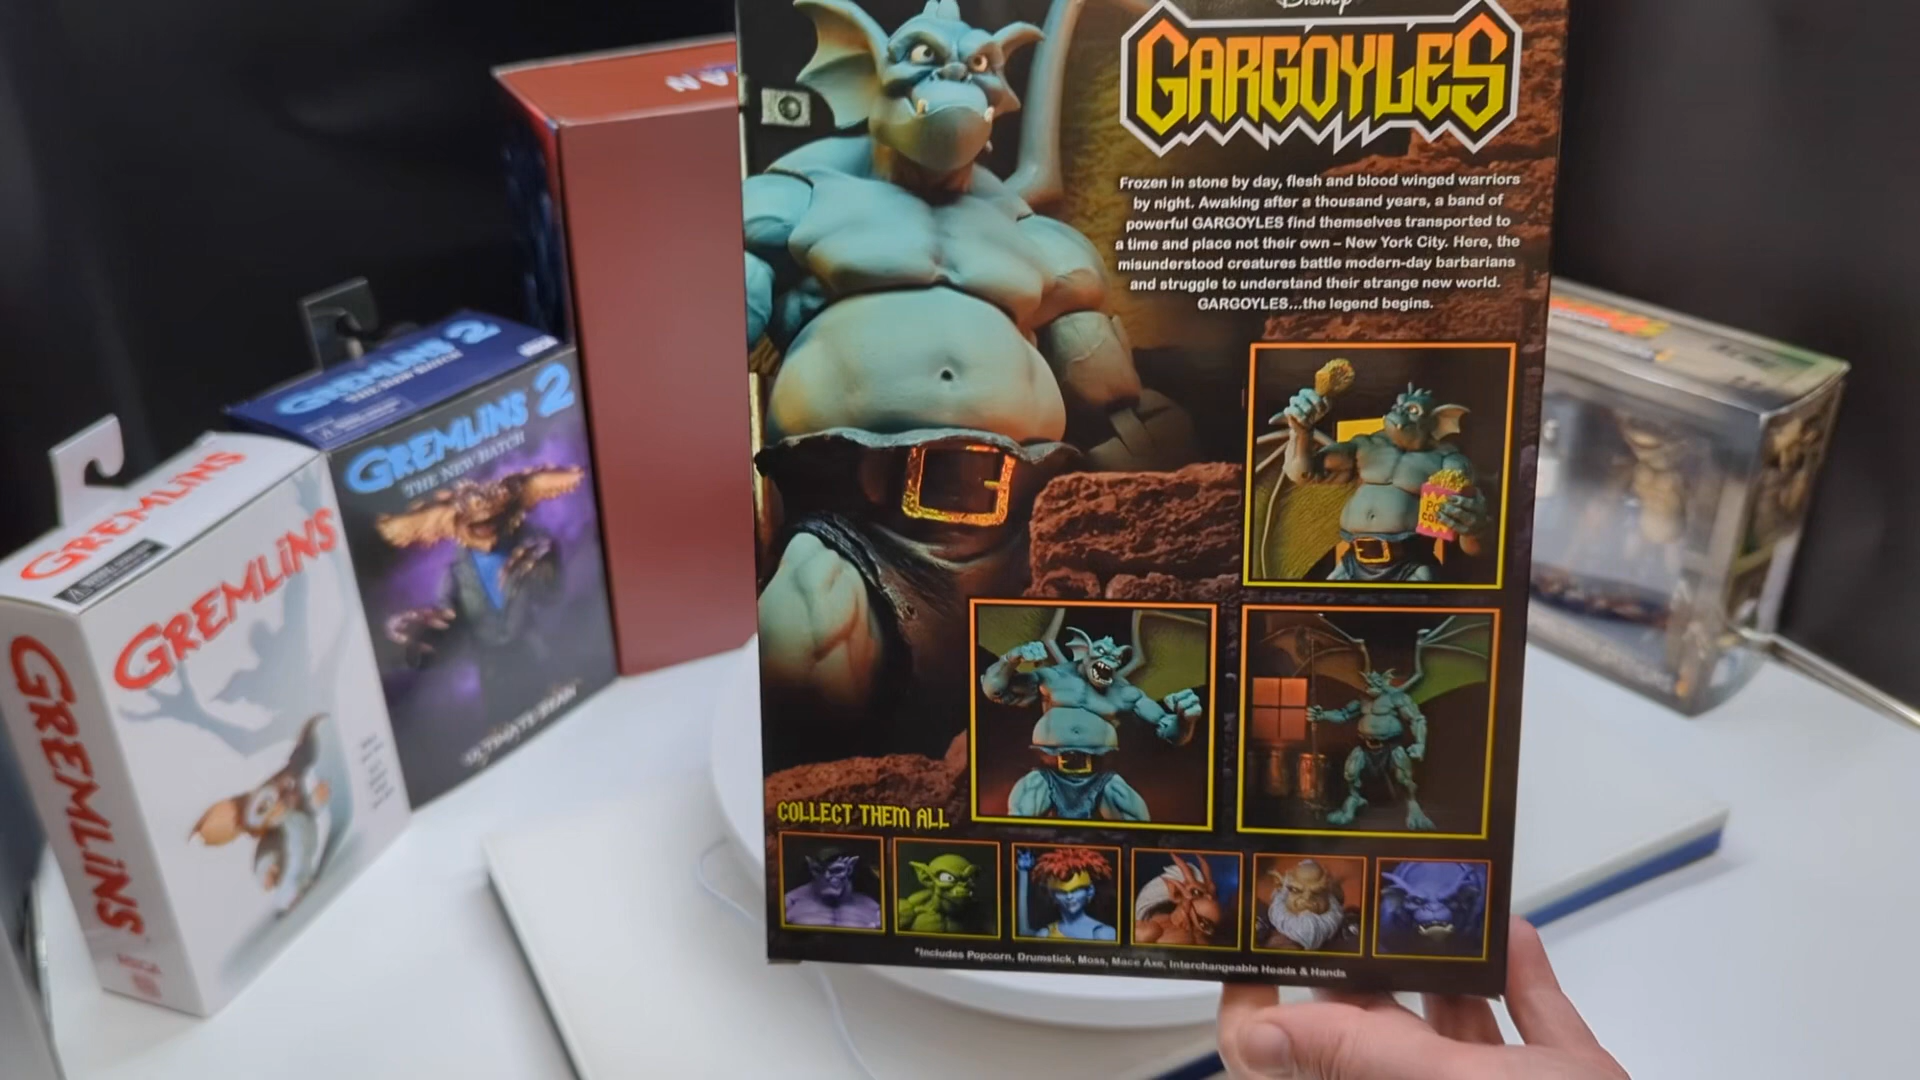 Disney
GARGOYLES
Frozen in stone by day, flesh and blood winged warriors
by night. Awaking after a thousand years, a band of
powerful GARGOYLES find themselves transported to
a time and place not their own – New York City. Here, the
misunderstood creatures battle modern-day barbarians
and struggle to understand their strange new world.
GARGOYLES...the legend begins.
COLLECT THEM ALL
*Includes Popcorn, Drumstick, Moss, Mace Axe, Interchangeable Heads & Hands
GREMLINS 2
THE NEW BATCH
GREMLINS 2
THE NEW BATCH
ULTIMATE BRAIN
GREMLINS
GREMLINS
GREMLINS